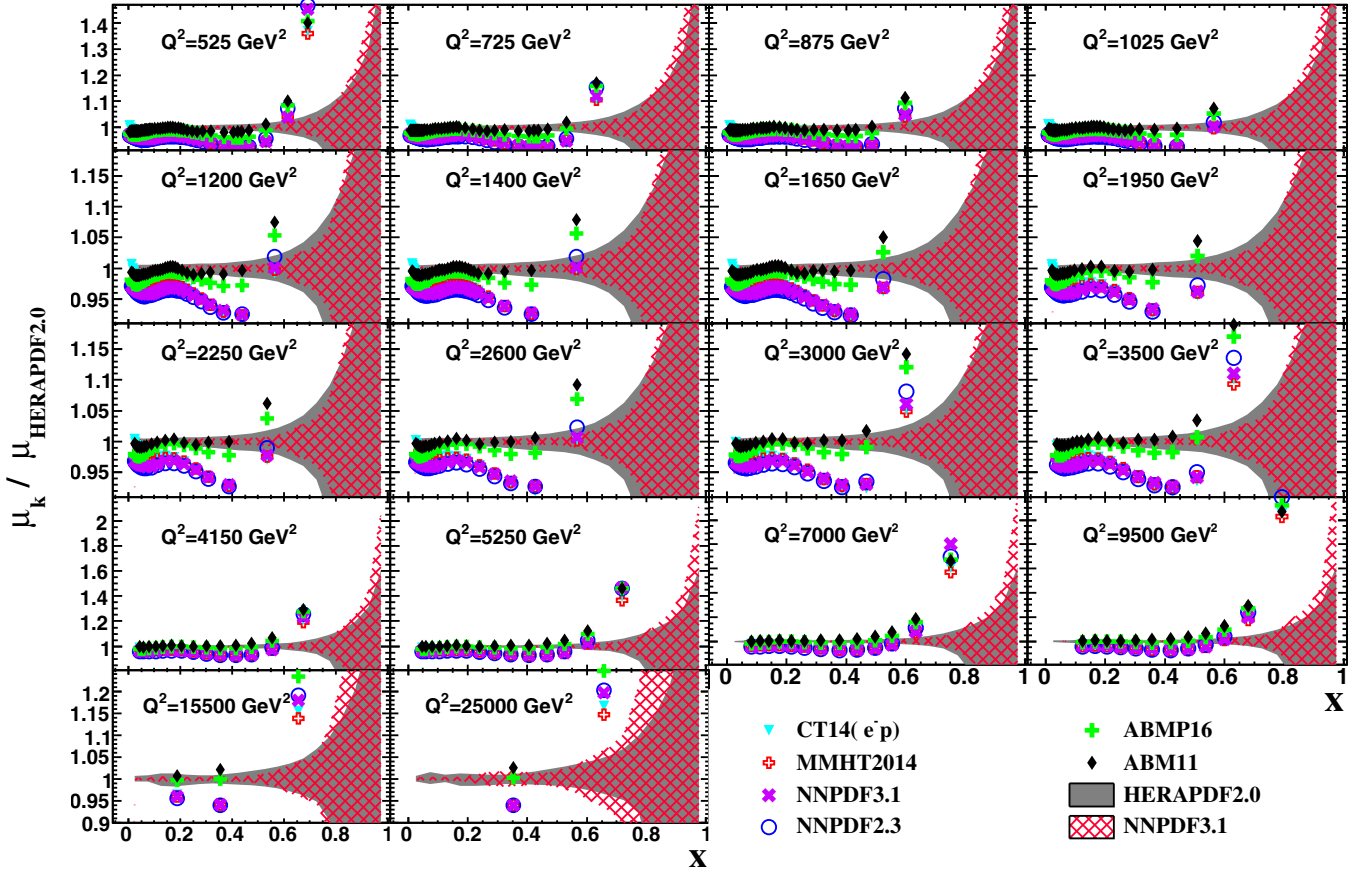 μk / μHERAPDF2.0
1.4
1.3
1.2
1.1
1
Q²=525 GeV²
Q²=725 GeV²
Q²=875 GeV²
Q²=1025 GeV²
1.15
1.1
1.05
1
0.95
Q²=1200 GeV²
Q²=1400 GeV²
Q²=1650 GeV²
Q²=1950 GeV²
1.15
1.1
1.05
1
0.95
Q²=2250 GeV²
Q²=2600 GeV²
Q²=3000 GeV²
Q²=3500 GeV²
2
1.8
1.6
1.4
1.2
1
Q²=4150 GeV²
Q²=5250 GeV²
Q²=7000 GeV²
Q²=9500 GeV²
0 0.2 0.4 0.6 0.8 1
0 0.2 0.4 0.6 0.8 1
x
1.2
1.15
1.1
1.05
1
0.95
0.9
Q²=15500 GeV²
Q²=25000 GeV²
0 0.2 0.4 0.6 0.8 1
0 0.2 0.4 0.6 0.8 1
x
CT14( e⁻p)
MMHT2014
NNPDF3.1
NNPDF2.3
ABMP16
ABM11
HERAPDF2.0
NNPDF3.1